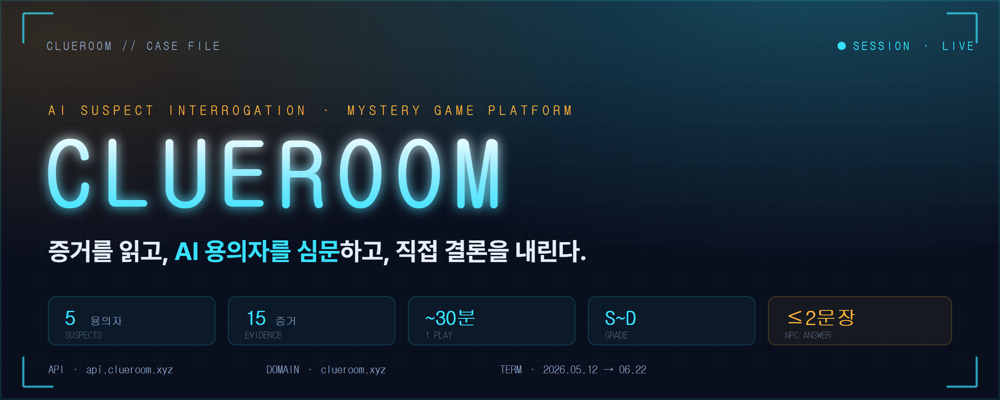 CLUEROOM // CASE FILE
SESSION · LIVE
AI SUSPECT INTERROGATION · MYSTERY GAME PLATFORM
CLUEROOM
증거를 읽고, AI 용의자를 심문하고, 직접 결론을 내린다.
5 용의자
SUSPECTS
15 증거
EVIDENCE
~30분
1 PLAY
S~D
GRADE
≤2문장
NPC ANSWER
API · api.clueroom.xyz
DOMAIN · clueroom.xyz
TERM · 2026.05.12 → 06.22